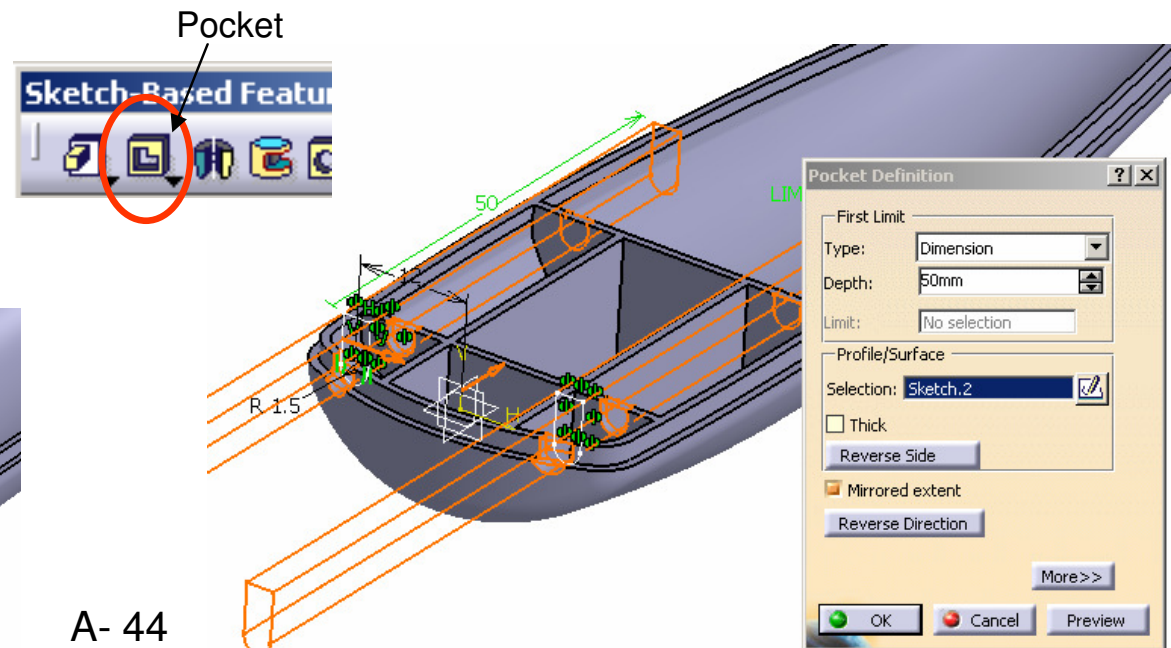 Pocket
Sketch-Based Featur
50
LIM
12
R 1.5
V
H
Pocket Definition
First Limit
Type: Dimension
Depth: 50mm
Limit: No selection
Profile/Surface
Selection: Sketch.2
Thick
Reverse Side
Mirrored extent
Reverse Direction
More>>
OK Cancel Preview
A- 44